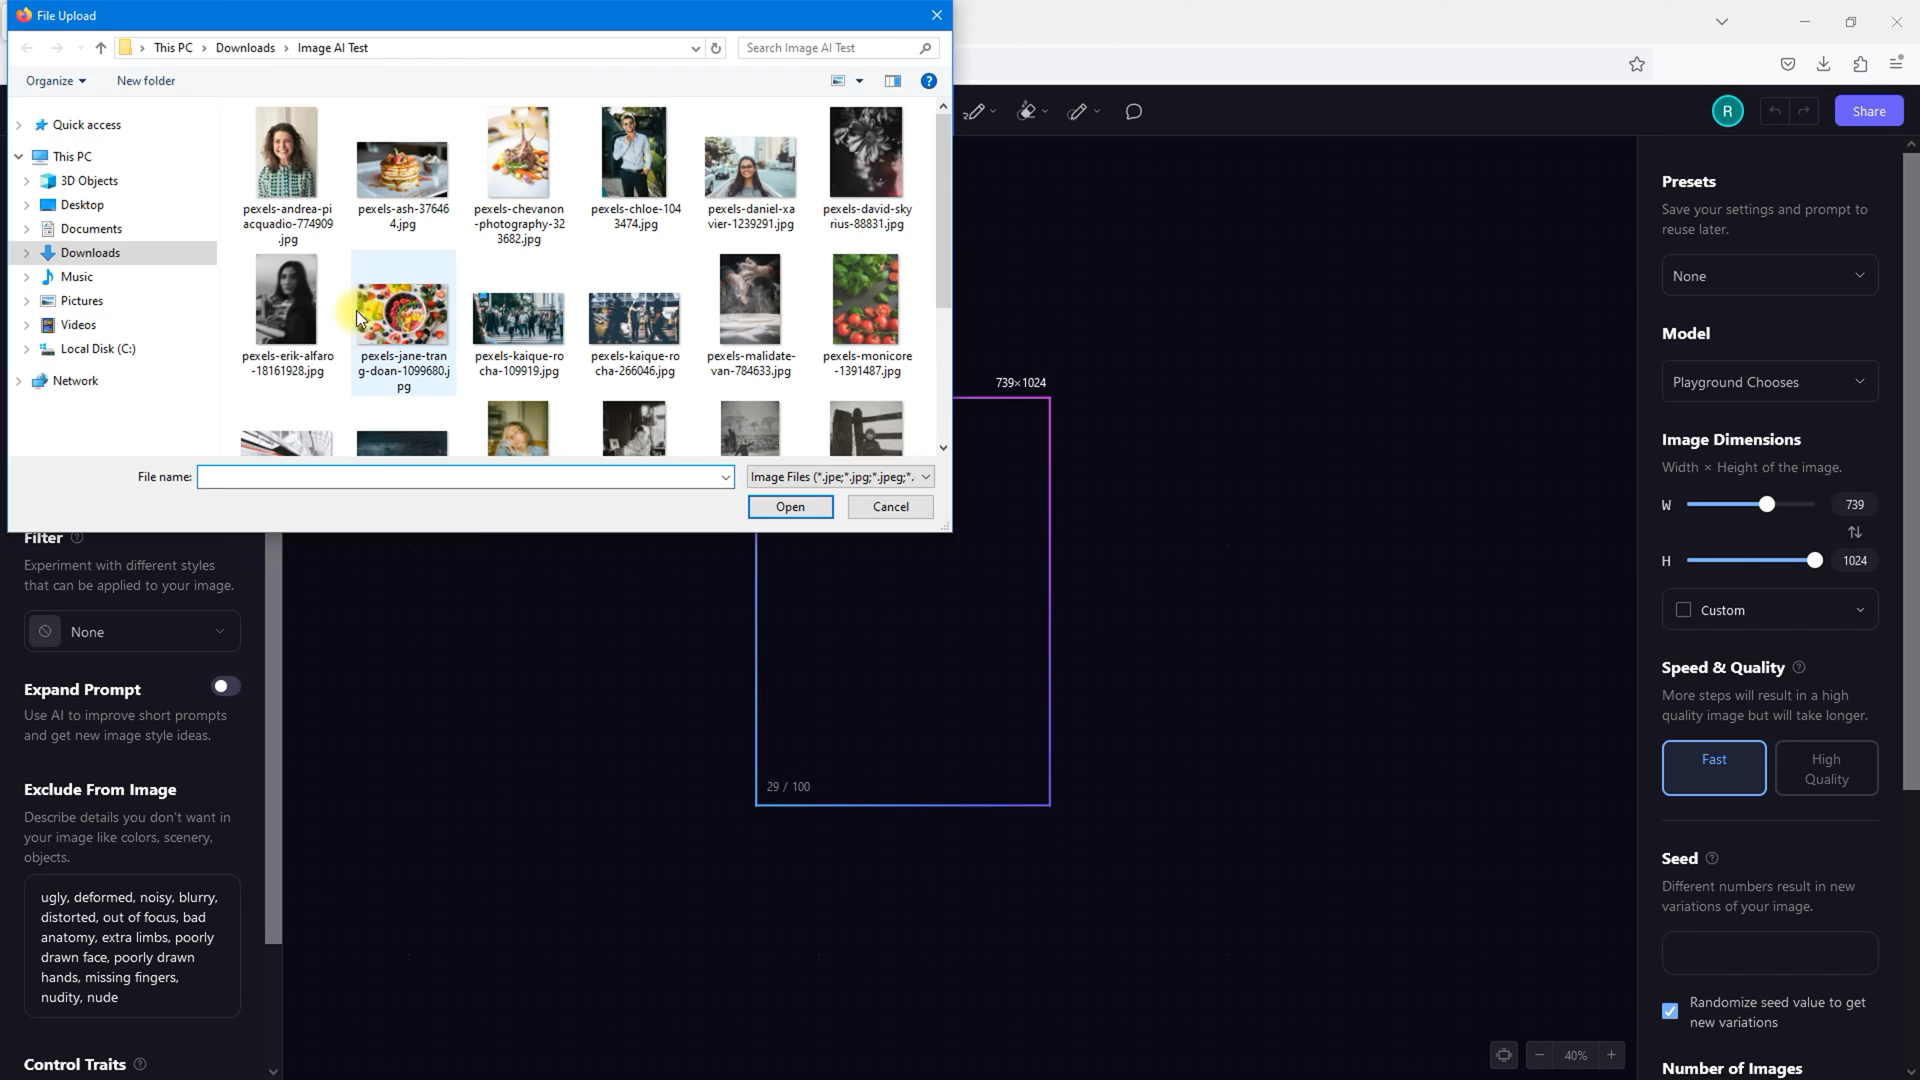 File Upload
This PC > Downloads > Image AI Test
Search Image AI Test
Organize
New folder
Quick access
This PC
3D Objects
Desktop
Documents
Downloads
Music
Pictures
Videos
Local Disk (C:)
Network
pexels-andrea-pi
acquadio-774909
.jpg
pexels-ash-37646
4.jpg
pexels-chevanon
-photography-32
3682.jpg
pexels-chloe-104
3474.jpg
pexels-daniel-xa
vier-1239291.jpg
pexels-david-sky
rius-88831.jpg
pexels-erik-alfaro
-18161928.jpg
pexels-jane-tran
g-doan-1099680.j
pg
pexels-kaique-ro
cha-109919.jpg
pexels-kaique-ro
cha-266046.jpg
pexels-malidate-
van-784633.jpg
pexels-monicore
-1391487.jpg
File name:
Image Files (*.jpe;*.jpg;*.jpeg;*.
Open
Cancel
R
Share
Filter
Experiment with different styles
that can be applied to your image.
None
Expand Prompt
Use AI to improve short prompts
and get new image style ideas.
Exclude From Image
Describe details you don't want in
your image like colors, scenery,
objects.
ugly, deformed, noisy, blurry,
distorted, out of focus, bad
anatomy, extra limbs, poorly
drawn face, poorly drawn
hands, missing fingers,
nudity, nude
Control Traits
739×1024
29 / 100
40%
Presets
Save your settings and prompt to
reuse later.
None
Model
Playground Chooses
Image Dimensions
Width × Height of the image.
W 739
H 1024
Custom
Speed & Quality
More steps will result in a high
quality image but will take longer.
Fast
High
Quality
Seed
Different numbers result in new
variations of your image.
Randomize seed value to get
new variations
Number of Images